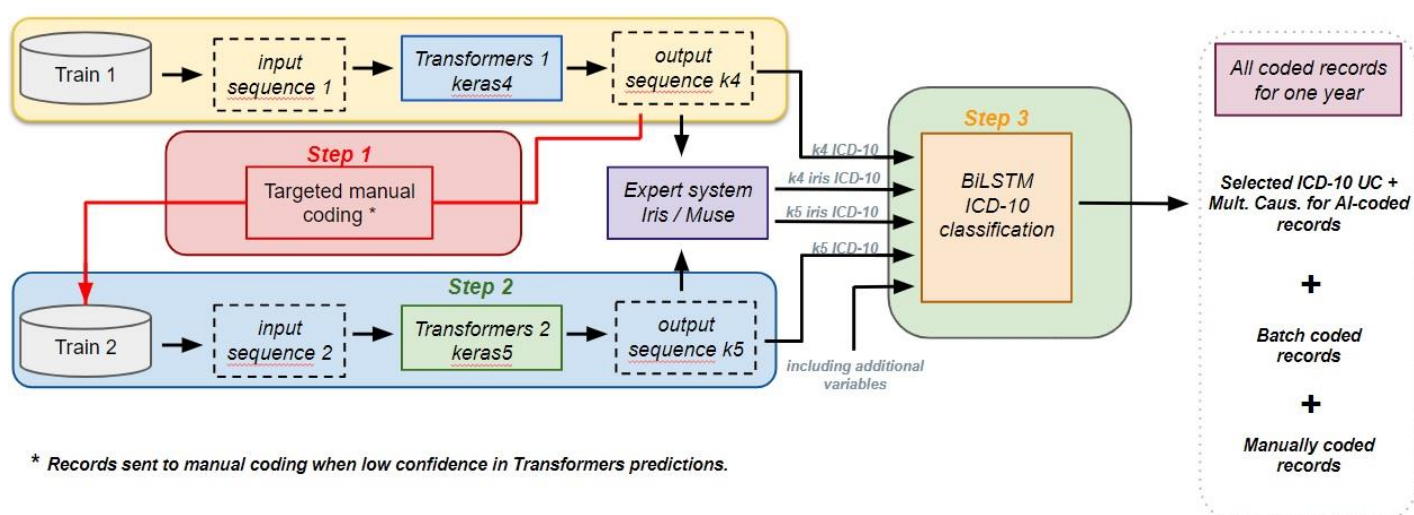 Train 1
input
sequence 1
Transformers 1
keras4
output
sequence k4
Step 1
Targeted manual
coding *
Expert system
Iris / Muse
k4 ICD-10
k4 iris ICD-10
k5 iris ICD-10
k5 ICD-10
including additional
variables
Step 2
Train 2
input
sequence 2
Transformers 2
keras5
output
sequence k5
Step 3
BiLSTM
ICD-10
classification
All coded records
for one year
Selected ICD-10 UC +
Mult. Caus. for AI-coded
records
+
Batch coded
records
+
Manually coded
records
* Records sent to manual coding when low confidence in Transformers predictions.